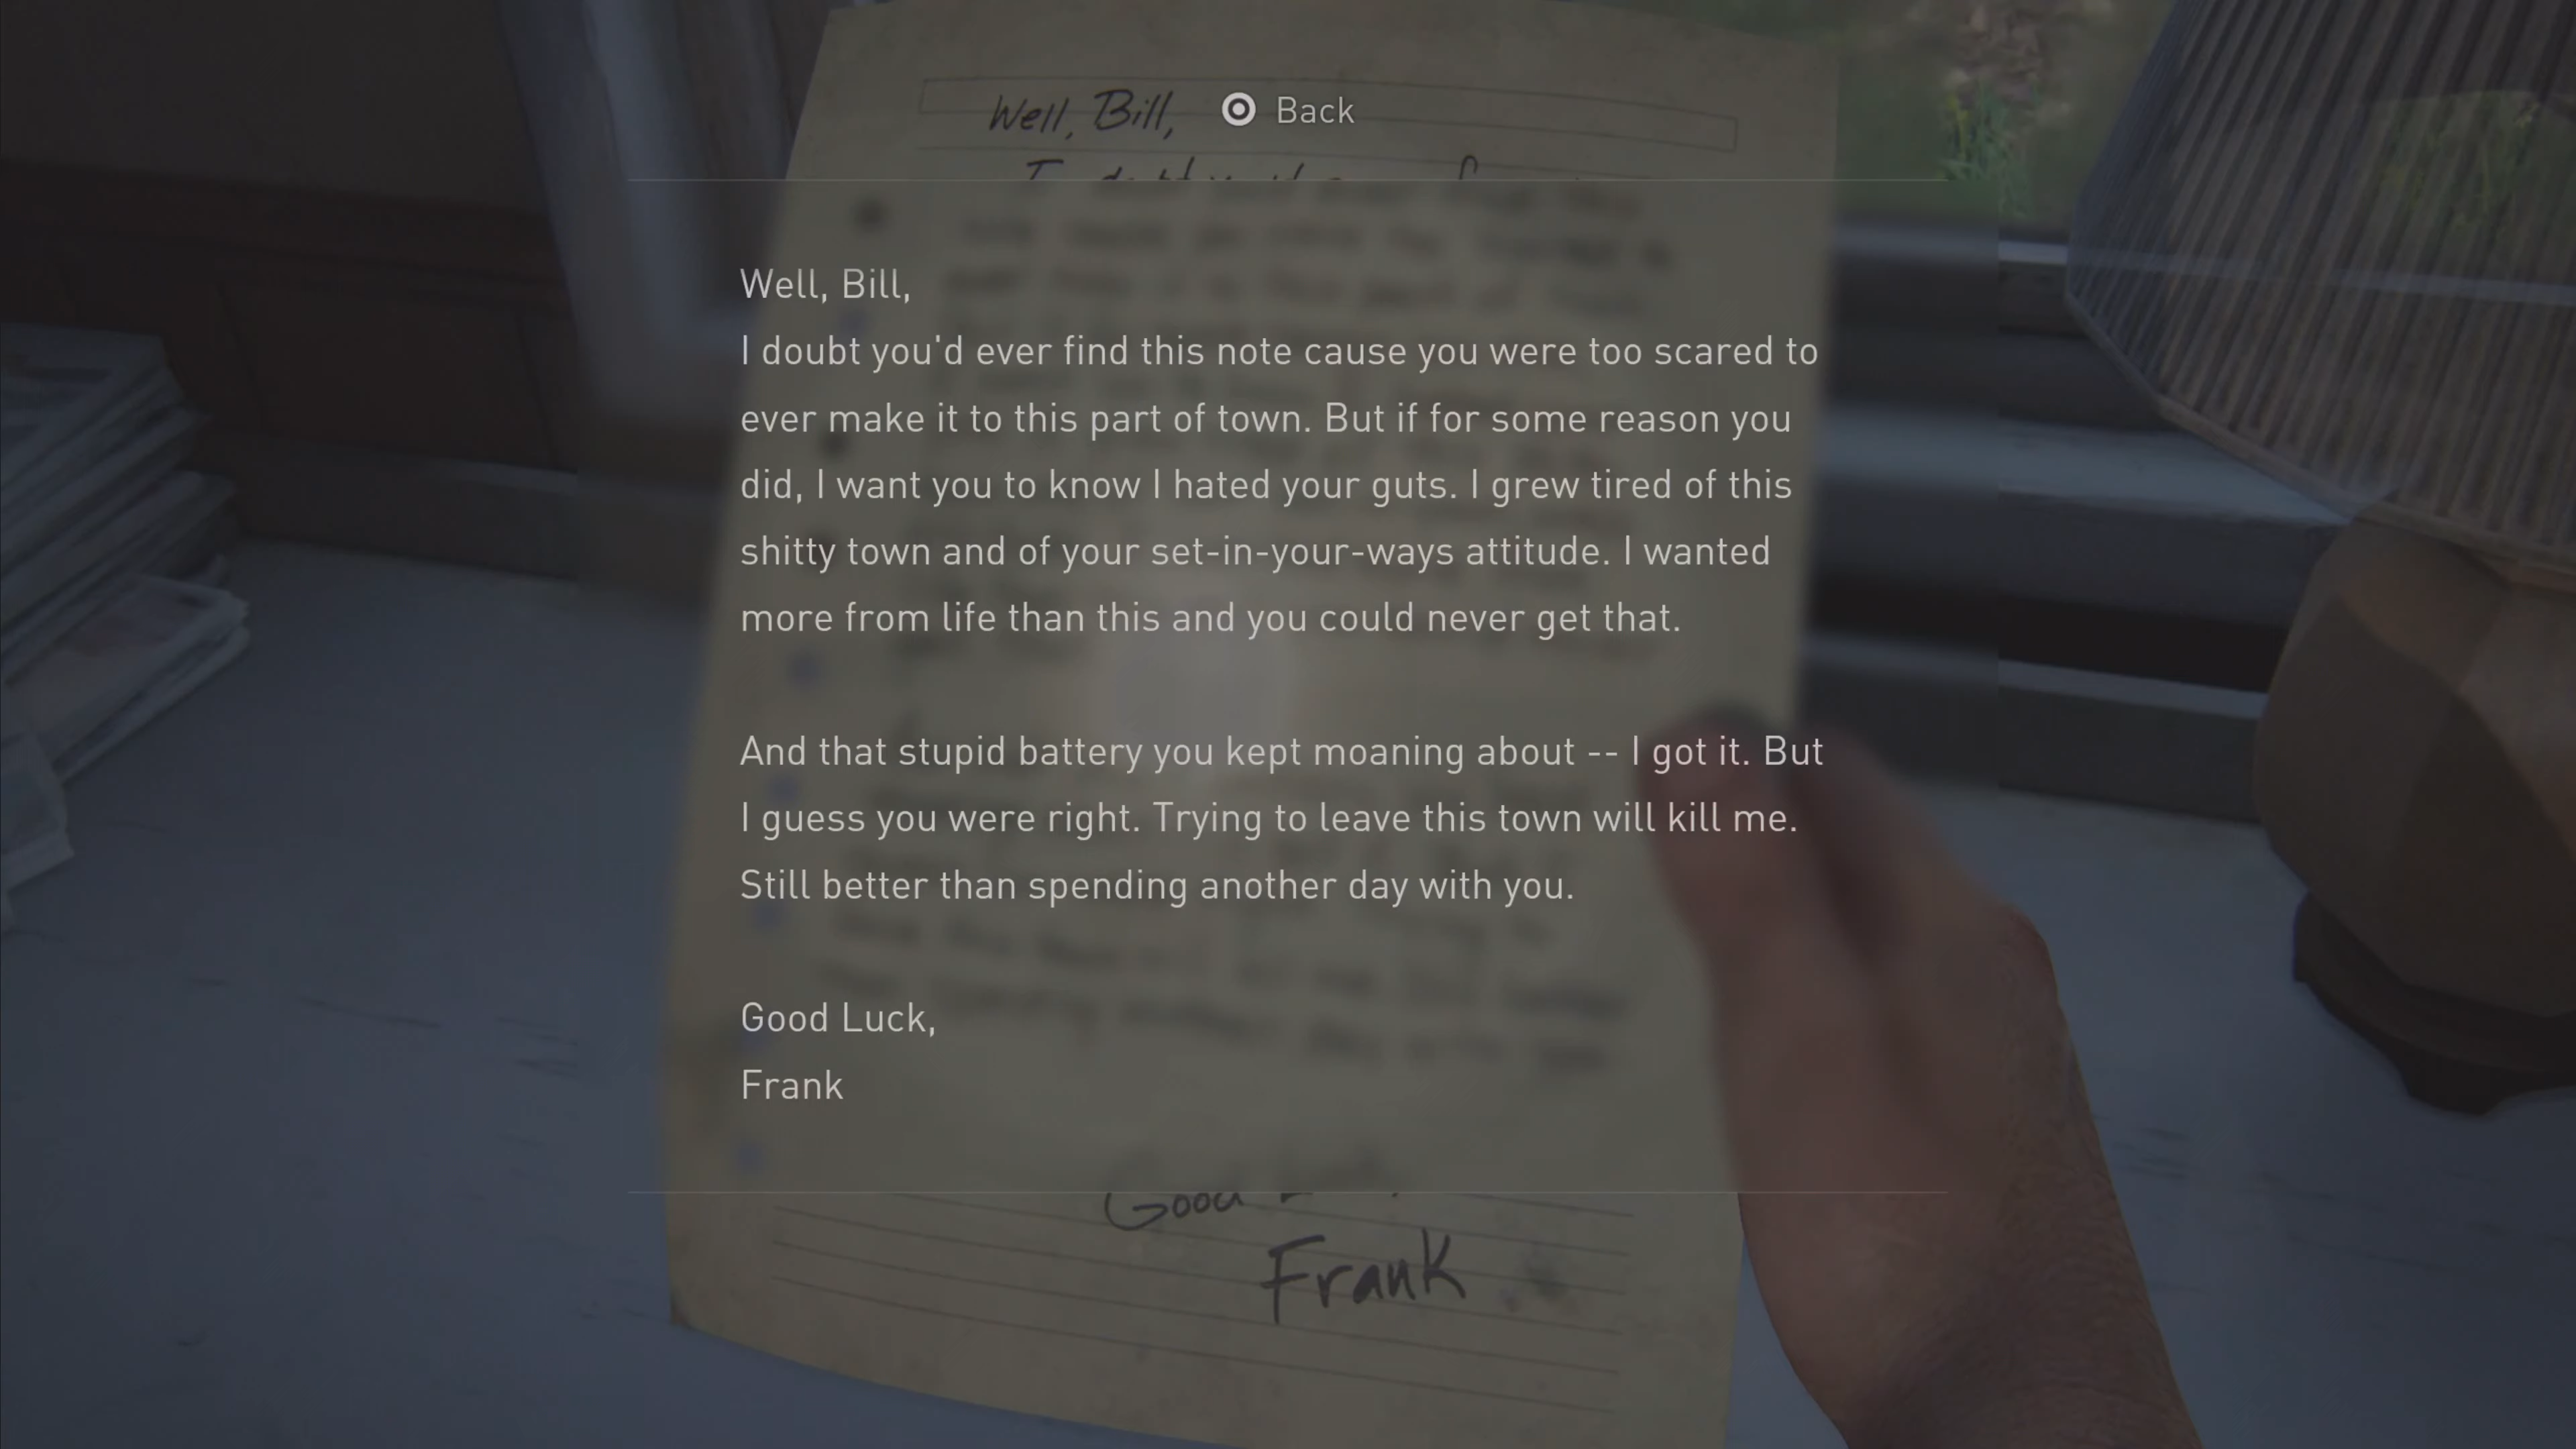 Well, Bill,
Back
Well, Bill,
I doubt you'd ever find this note cause you were too scared to
ever make it to this part of town. But if for some reason you
did, I want you to know I hated your guts. I grew tired of this
shitty town and of your set-in-your-ways attitude. I wanted
more from life than this and you could never get that.
And that stupid battery you kept moaning about -- I got it. But
I guess you were right. Trying to leave this town will kill me.
Still better than spending another day with you.
Good Luck,
Frank
Good
Frank